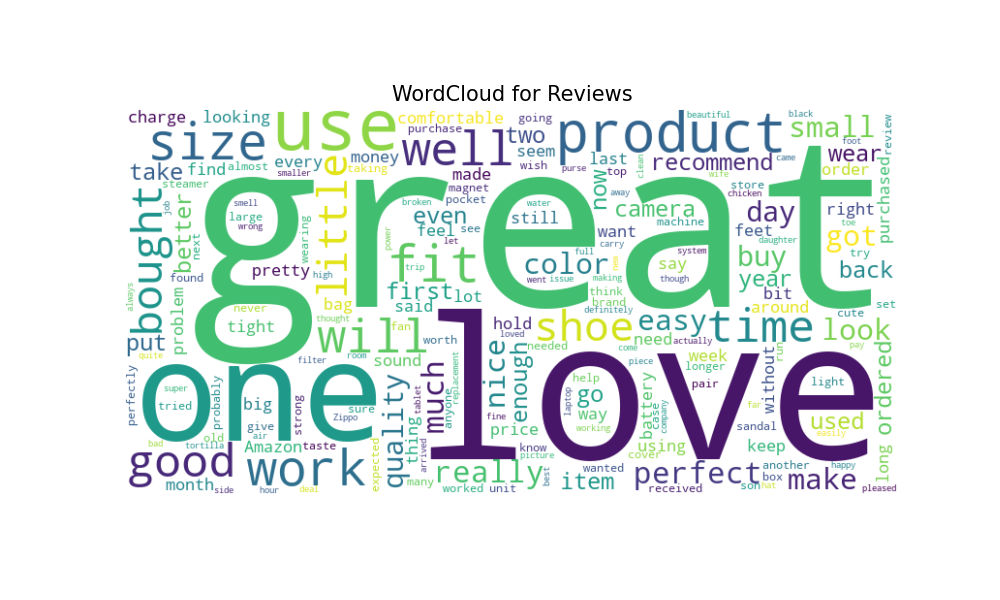 WordCloud for Reviews
charge looking use comfortable going product beautiful black
size purchase small review
every well two seem last recommend wear foot came
take find almost smaller money taking wish purse top clean wife chicken order try
steamer made magnet now store
job little pocket broken camera day right purchased
bought better smell large wrong great even feel see water still away want carry machine feet got toe
next wearing power let fit full color say system daughter buy back
found pretty high trip went issue making new though year set
always problem never bag first lot think brand bit around cute
tight thought said definitely
put will fan worth hold shoe need easy time look
quite filter room sound loved needed come actually week run pay
perfectly one super sure much nice enough help piece longer pair without light ordered
tried probably big strong Zippo tablet replacement laptop go way battery case company love
old give air quality anyone fine price working far used
bad tortilla Amazon taste thing know using sandal keep easily long
good work expected arrived really picture cover perfect another happy
month many best wanted make
side hour deal worked unit item received son box hat pleased